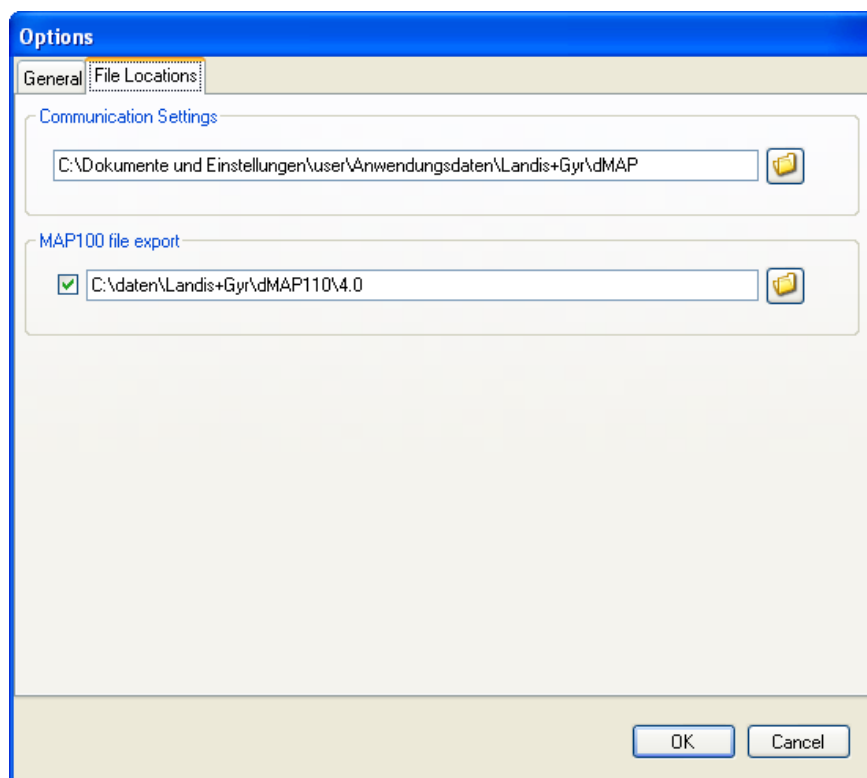 Options
General File Locations
Communication Settings
C:\Dokumente und Einstellungen\user\Anwendungsdaten\Landis+Gyr\dMAP
MAP100 file export
C:\daten\Landis+Gyr\dMAP110\4.0
OK Cancel